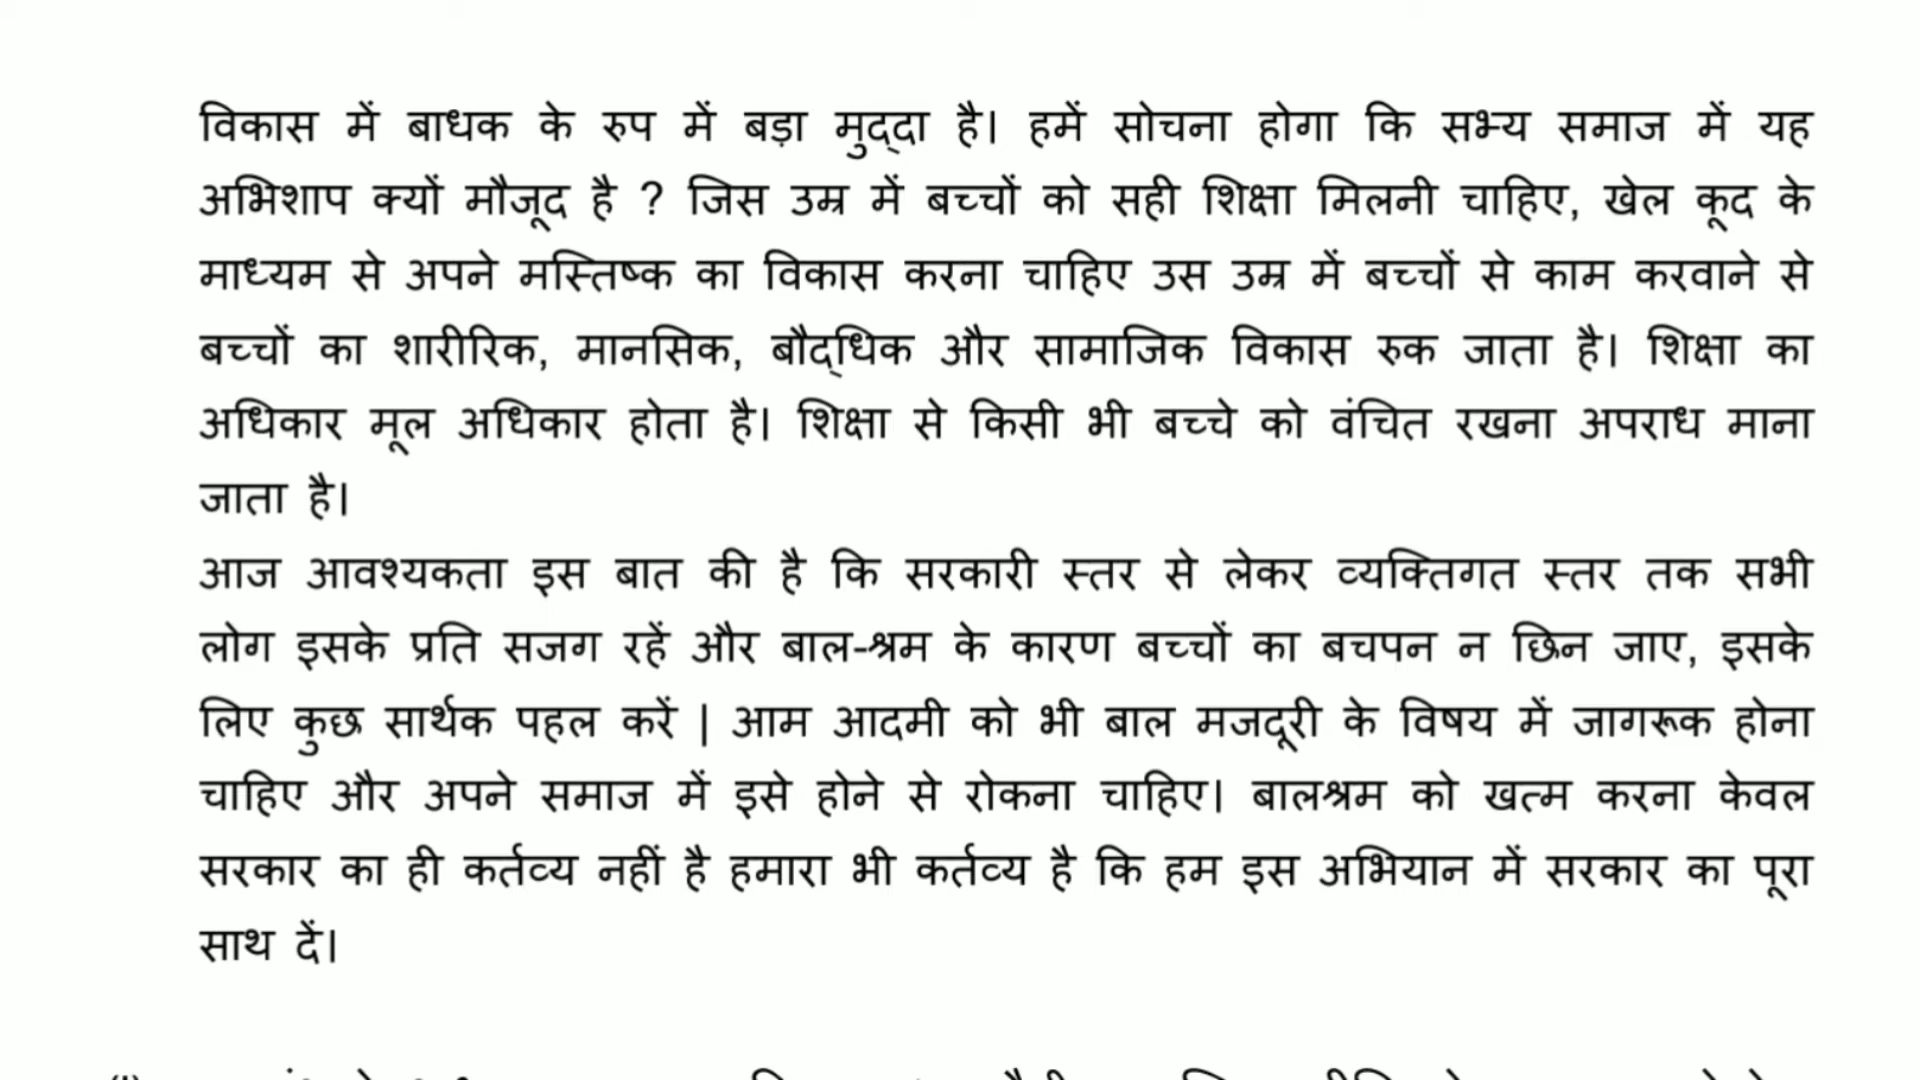 विकास में बाधक के रुप में बड़ा मुद्दा है। हमें सोचना होगा कि सभ्य समाज में यह
अभिशाप क्यों मौजूद है ? जिस उम्र में बच्चों को सही शिक्षा मिलनी चाहिए, खेल कूद के
माध्यम से अपने मस्तिष्क का विकास करना चाहिए उस उम्र में बच्चों से काम करवाने से
बच्चों का शारीरिक, मानसिक, बौद्धिक और सामाजिक विकास रुक जाता है। शिक्षा का
अधिकार मूल अधिकार होता है। शिक्षा से किसी भी बच्चे को वंचित रखना अपराध माना
जाता है।
आज आवश्यकता इस बात की है कि सरकारी स्तर से लेकर व्यक्तिगत स्तर तक सभी
लोग इसके प्रति सजग रहें और बाल-श्रम के कारण बच्चों का बचपन न छिन जाए, इसके
लिए कुछ सार्थक पहल करें | आम आदमी को भी बाल मजदूरी के विषय में जागरूक होना
चाहिए और अपने समाज में इसे होने से रोकना चाहिए। बालश्रम को खत्म करना केवल
सरकार का ही कर्तव्य नहीं है हमारा भी कर्तव्य है कि हम इस अभियान में सरकार का पूरा
साथ दें।